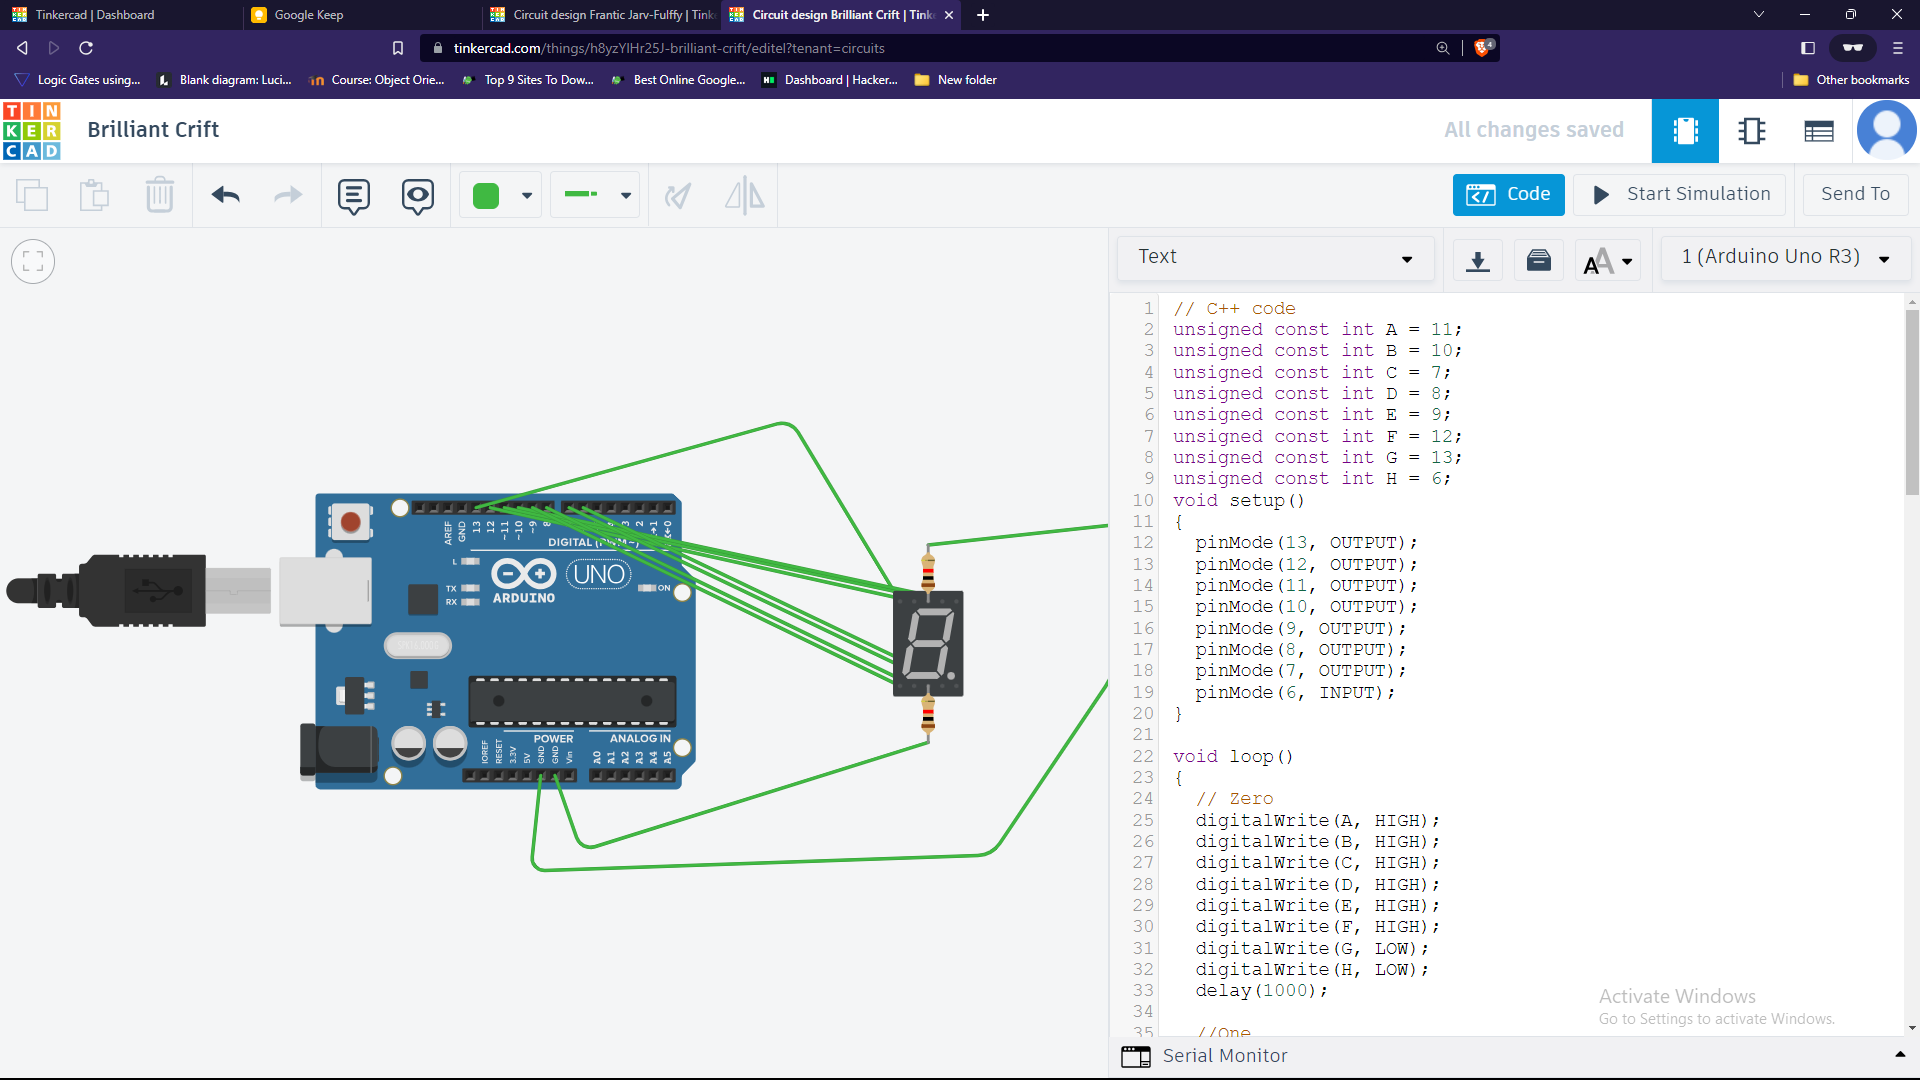 Tinkercad | Dashboard
Google Keep
Circuit design Frantic Jarv-Fulffy | Tink
Circuit design Brilliant Crift | Tink
tinkercad.com/things/h8yzYIHr25J-brilliant-crift/editel?tenant=circuits
4
Logic Gates using...
Blank diagram: Luci...
Course: Object Orie...
Top 9 Sites To Dow...
Best Online Google...
Dashboard | Hacker...
New folder
Other bookmarks
TIN
KER
CAD
Brilliant Crift
All changes saved
Code
Start Simulation
Send To
Text
1 (Arduino Uno R3)
1 // C++ code
2 unsigned const int A = 11;
3 unsigned const int B = 10;
4 unsigned const int C = 7;
5 unsigned const int D = 8;
6 unsigned const int E = 9;
7 unsigned const int F = 12;
8 unsigned const int G = 13;
9 unsigned const int H = 6;
10 void setup()
11 {
12 pinMode(13, OUTPUT);
13 pinMode(12, OUTPUT);
14 pinMode(11, OUTPUT);
15 pinMode(10, OUTPUT);
16 pinMode(9, OUTPUT);
17 pinMode(8, OUTPUT);
18 pinMode(7, OUTPUT);
19 pinMode(6, INPUT);
20 }
21
22 void loop()
23 {
24 // Zero
25 digitalWrite(A, HIGH);
26 digitalWrite(B, HIGH);
27 digitalWrite(C, HIGH);
28 digitalWrite(D, HIGH);
29 digitalWrite(E, HIGH);
30 digitalWrite(F, HIGH);
31 digitalWrite(G, LOW);
32 digitalWrite(H, LOW);
33 delay(1000);
34
35 //One
AREF
GND
13
12
~11
~10
~9
8
3
2
DIGITAL (PWM~)
L
TX
RX
UNO
ON
ARDUINO
POWER
ANALOG IN
IOREF
RESET
3.3V
5V
GND
GND
Vin
A0
A1
A2
A3
A4
A5
Activate Windows
Go to Settings to activate Windows.
Serial Monitor